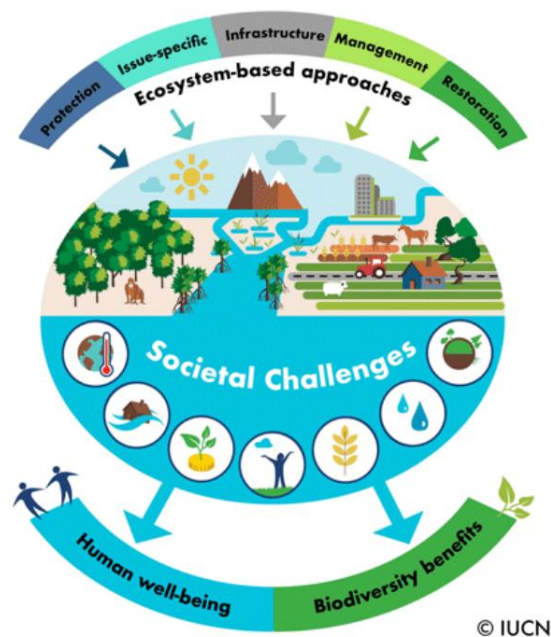 Protection
Issue-specific
Infrastructure
Management
Restoration
Ecosystem-based approaches
Societal Challenges
Human well-being
Biodiversity benefits
© IUCN